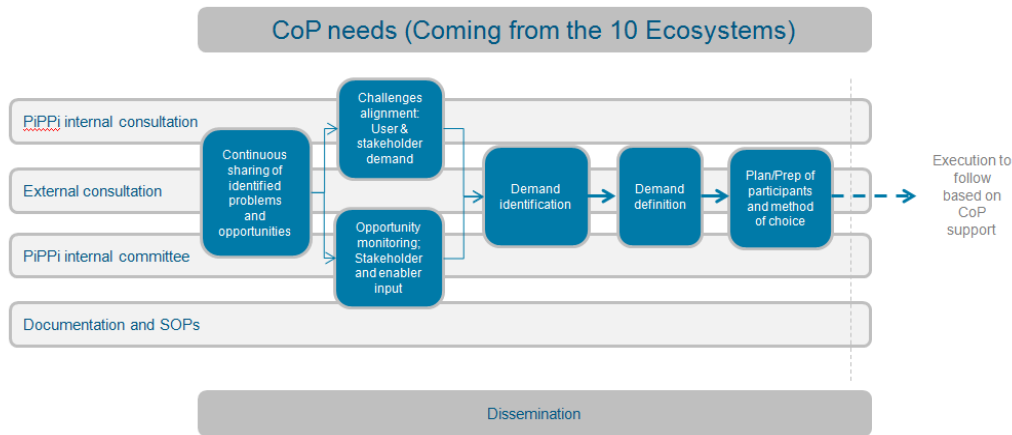 CoP needs (Coming from the 10 Ecosystems)
PiPPi internal consultation
External consultation
PiPPi internal committee
Documentation and SOPs
Continuous
sharing of
identified
problems
and
opportunities
Challenges
alignment:
User &
stakeholder
demand
Opportunity
monitoring;
Stakeholder
and enabler
input
Demand
identification
Demand
definition
Plan/Prep of
participants
and method
of choice
Execution to
follow
based on
CoP
support
Dissemination